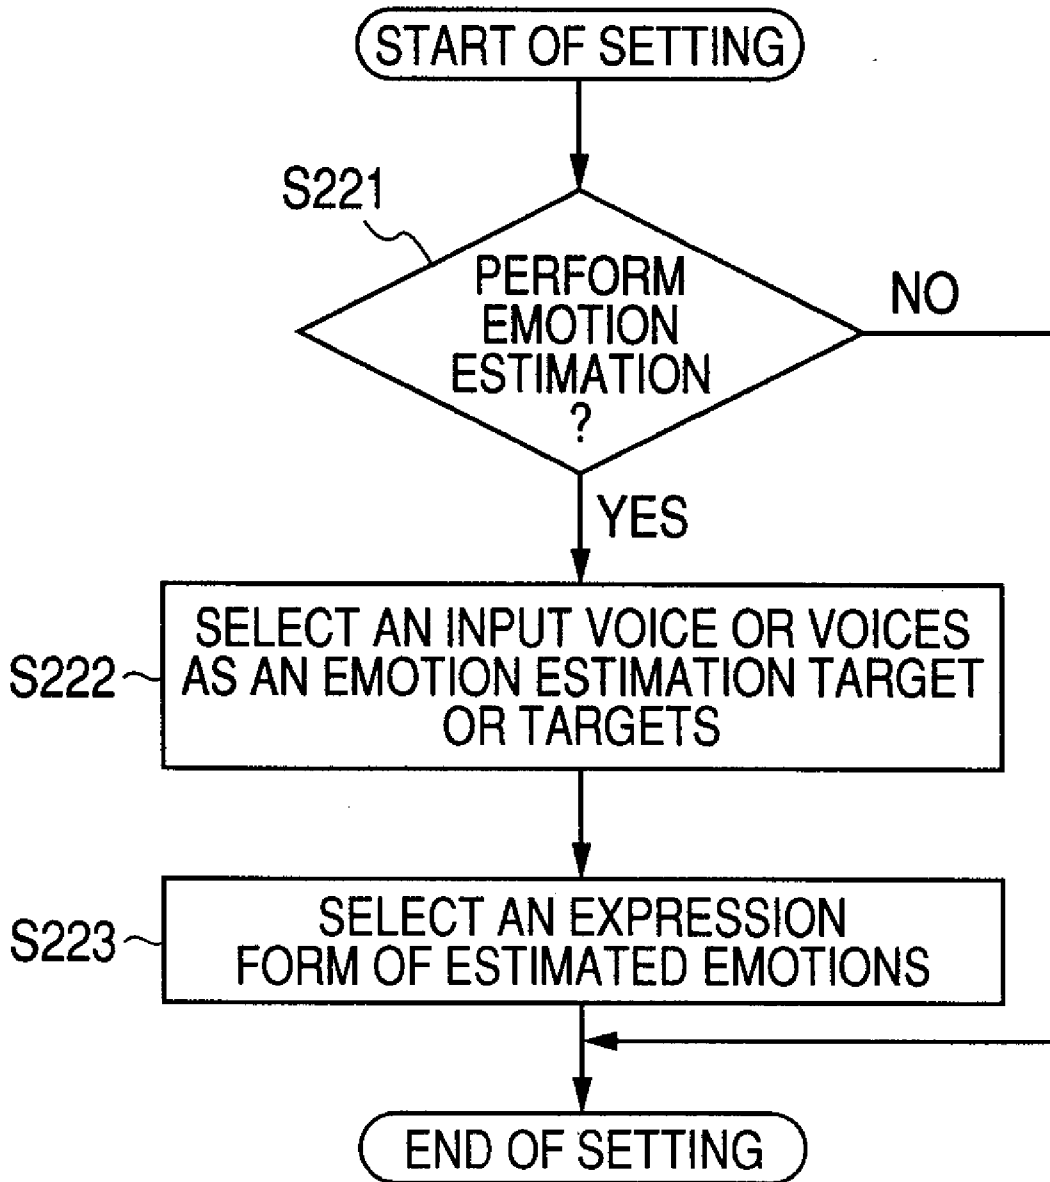 START OF SETTING
S221
PERFORM
EMOTION
ESTIMATION
?
NO
YES
SELECT AN INPUT VOICE OR VOICES
AS AN EMOTION ESTIMATION TARGET
OR TARGETS
S222
SELECT AN EXPRESSION
FORM OF ESTIMATED EMOTIONS
S223
END OF SETTING